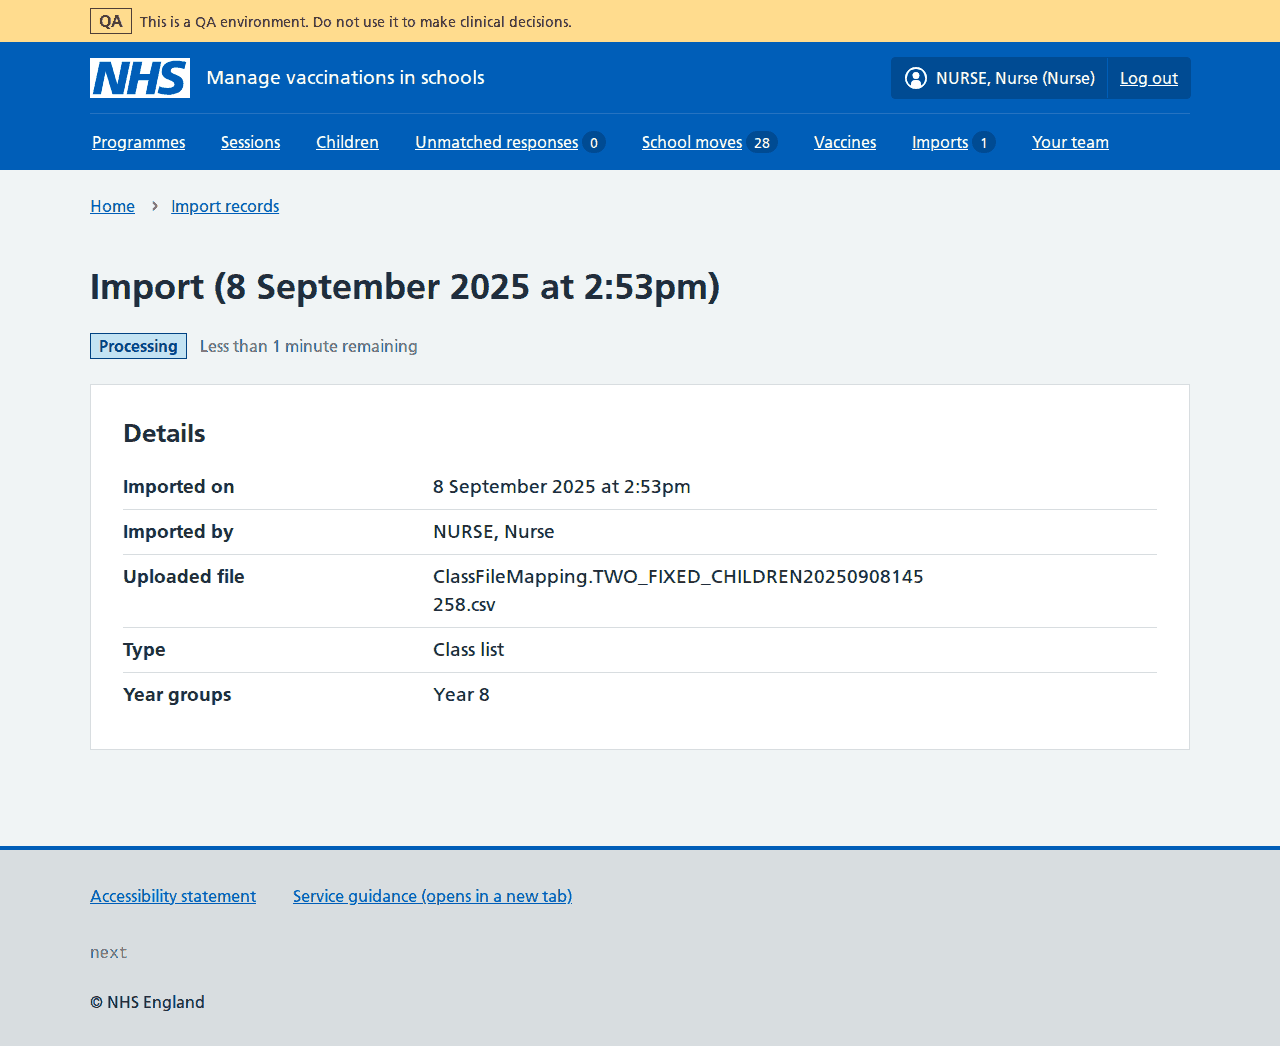 QA This is a QA environment. Do not use it to make clinical decisions.
NHS Manage vaccinations in schools NURSE, Nurse (Nurse) Log out
Programmes Sessions Children Unmatched responses 0 School moves 28 Vaccines Imports 1 Your team
Home Import records
Import (8 September 2025 at 2:53pm)
Processing Less than 1 minute remaining
Details
Imported on 8 September 2025 at 2:53pm
Imported by NURSE, Nurse
Uploaded file ClassFileMapping.TWO_FIXED_CHILDREN20250908145
258.csv
Type Class list
Year groups Year 8
Accessibility statement Service guidance (opens in a new tab)
next
© NHS England